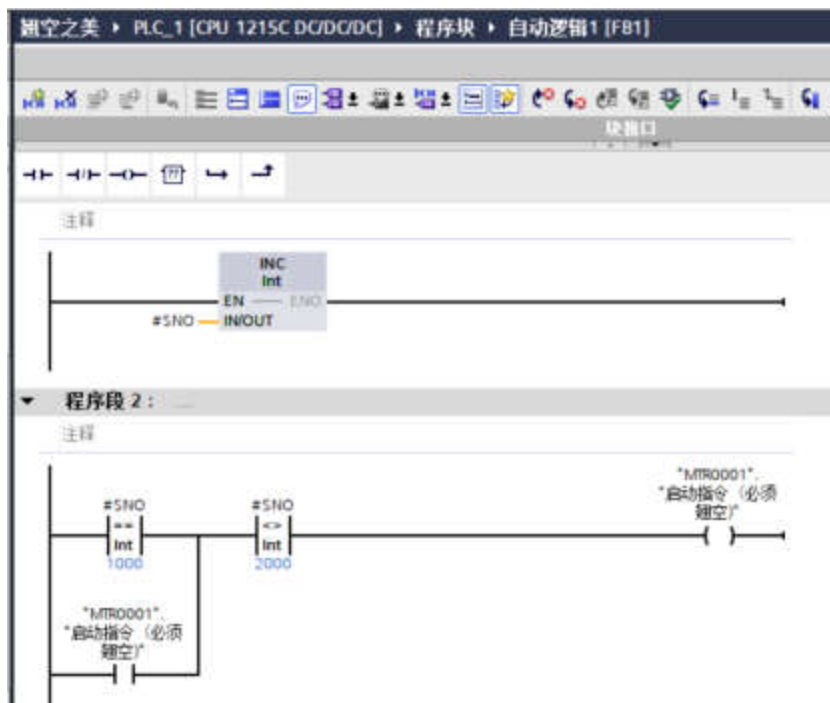 翘空之美 ▸ PLC_1 [CPU 1215C DC/DC/DC] ▸ 程序块 ▸ 自动逻辑1 [FB1]
块接口
注释
INC
Int
EN ENO
#SNO IN/OUT
程序段 2：
注释
"MTR0001".
"启动指令（必须
翘空)"
#SNO #SNO
== <>
Int Int
1000 2000
"MTR0001".
"启动指令（必须
翘空)"